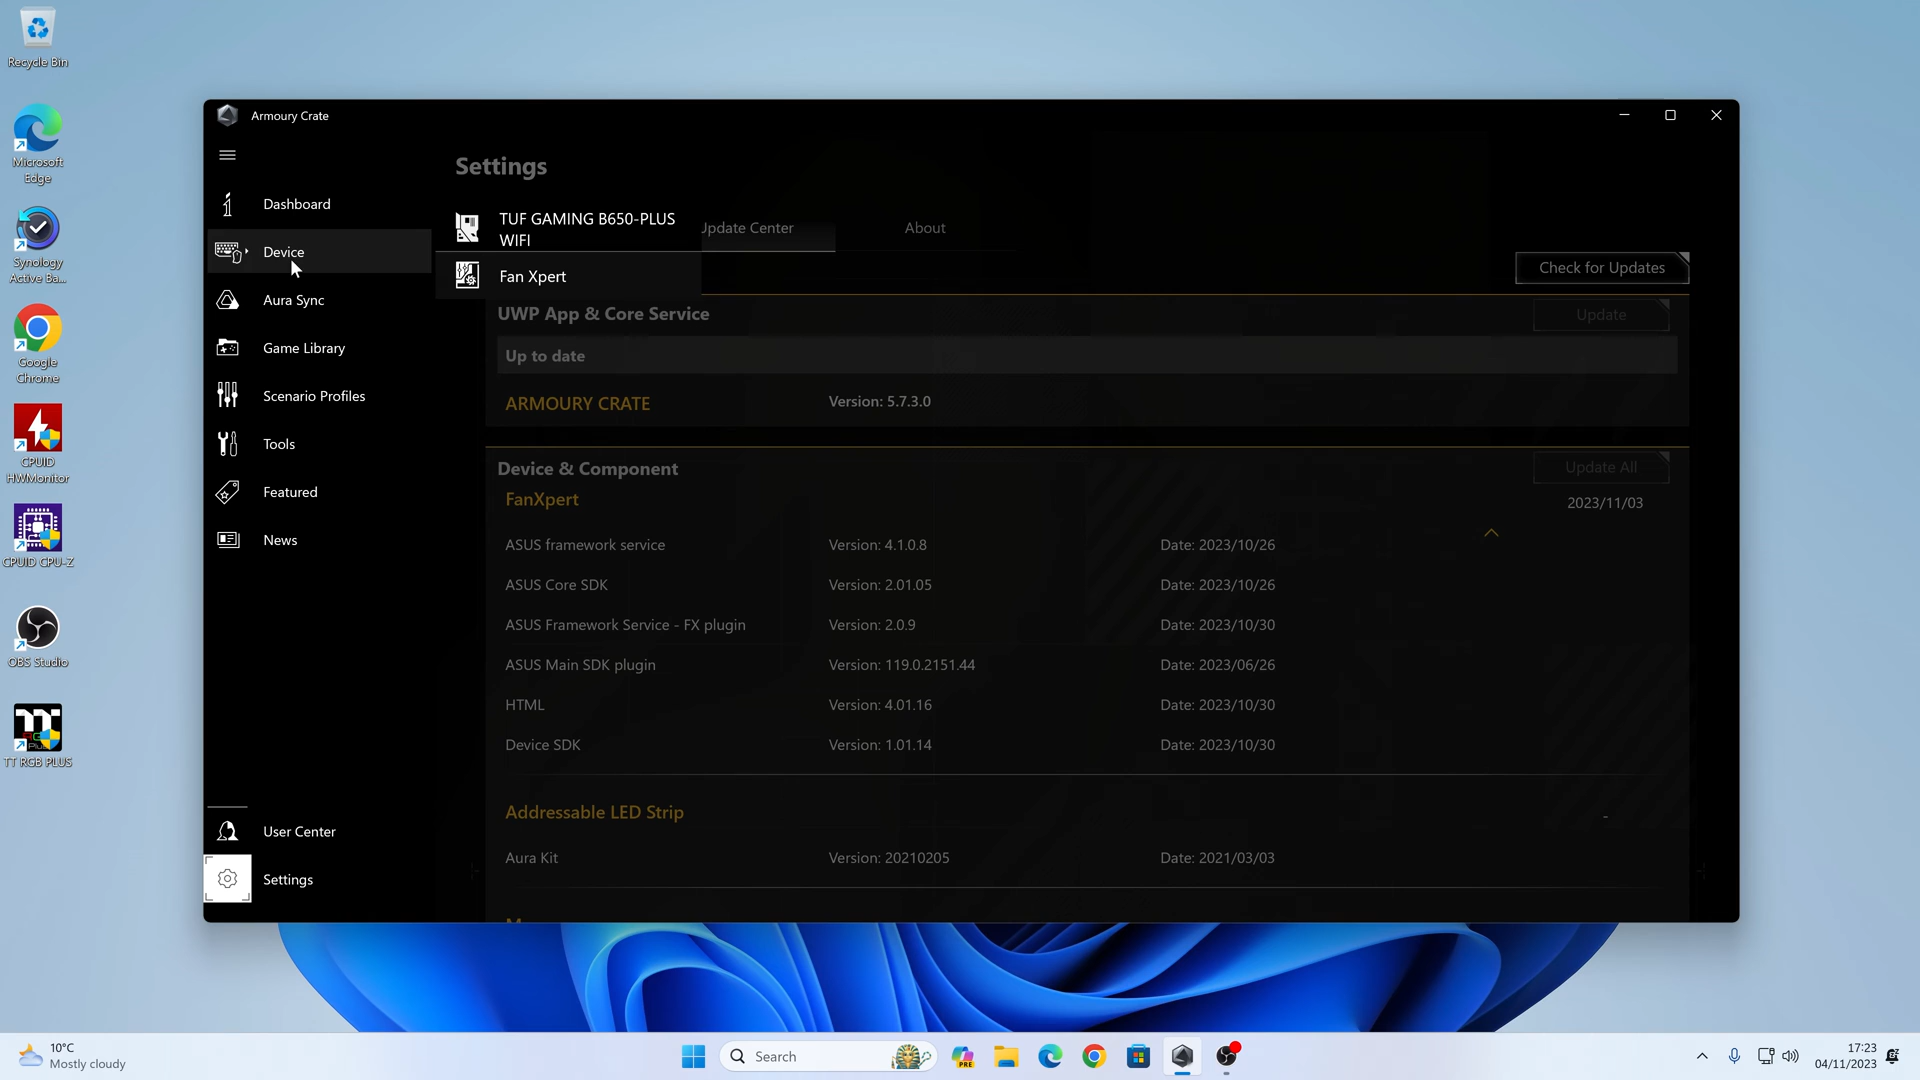 Recycle Bin
Microsoft
Edge
Synology
Active Ba...
Google
Chrome
CPUID
HWMonitor
CPUID CPU-Z
OBS Studio
TT RGB PLUS
Armoury Crate
Dashboard
Device
Aura Sync
Game Library
Scenario Profiles
Tools
Featured
News
User Center
Settings
Settings
TUF GAMING B650-PLUS
WIFI
Fan Xpert
Update Center
About
Check for Updates
UWP App & Core Service
Update
Up to date
ARMOURY CRATE Version: 5.7.3.0
Device & Component
Update All
FanXpert 2023/11/03
ASUS framework service Version: 4.1.0.8 Date: 2023/10/26
ASUS Core SDK Version: 2.01.05 Date: 2023/10/26
ASUS Framework Service - FX plugin Version: 2.0.9 Date: 2023/10/30
ASUS Main SDK plugin Version: 119.0.2151.44 Date: 2023/06/26
HTML Version: 4.01.16 Date: 2023/10/30
Device SDK Version: 1.01.14 Date: 2023/10/30
Addressable LED Strip -
Aura Kit Version: 20210205 Date: 2021/03/03
10°C
Mostly cloudy
Search
PRE
17:23
04/11/2023